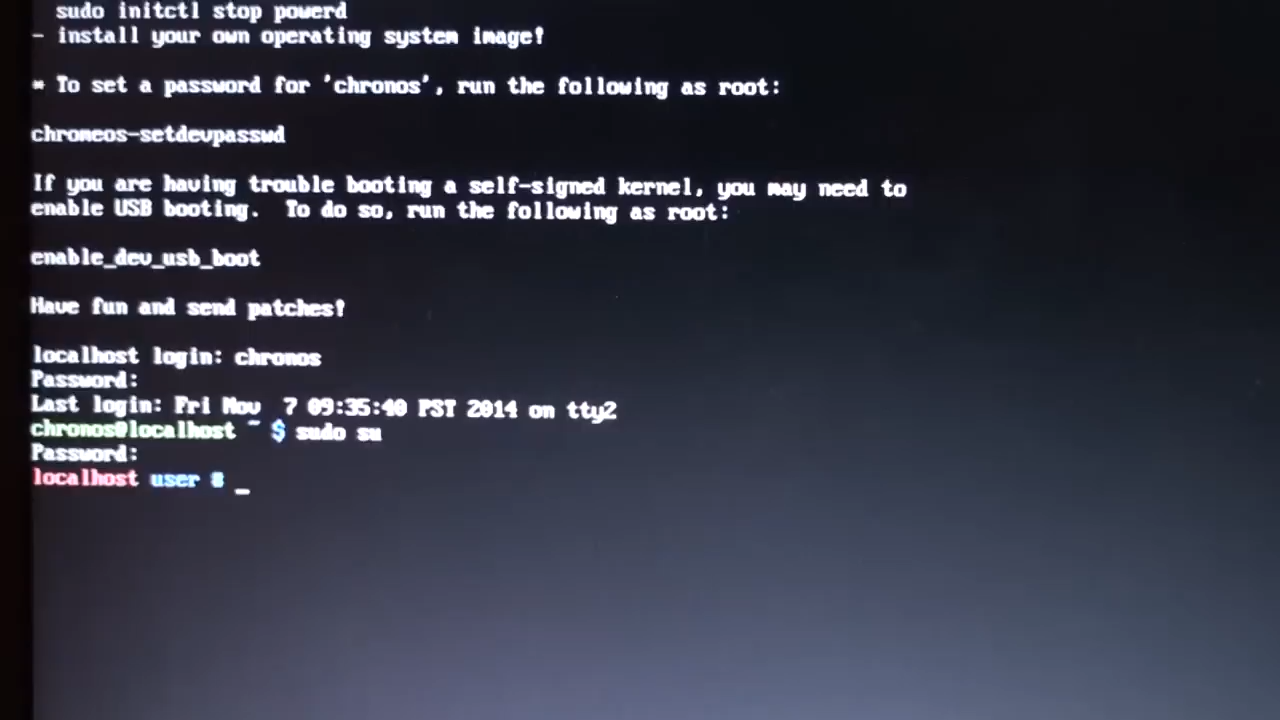 sudo initctl stop powerd
- install your own operating system image!
* To set a password for 'chronos', run the following as root:
chromeos-setdevpasswd
If you are having trouble booting a self-signed kernel, you may need to
enable USB booting.  To do so, run the following as root:
enable_dev_usb_boot
Have fun and send patches!
localhost login: chronos
Password:
Last login: Fri Nov  7 09:35:40 PST 2014 on tty2
chronos@localhost ~ $ sudo su
Password:
localhost user # _